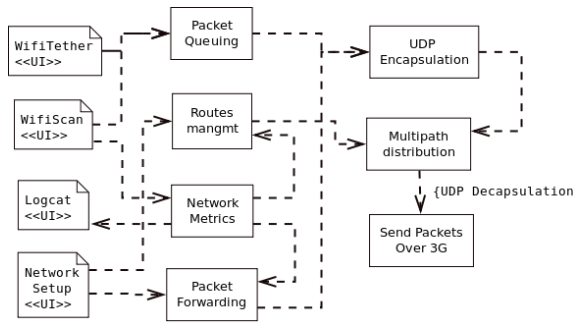 WifiTether
<<UI>>
Packet
Queuing
UDP
Encapsulation
WifiScan
<<UI>>
Routes
mangmt
Multipath
distribution
Logcat
<<UI>>
Network
Metrics
{UDP Decapsulation
Send Packets
Over 3G
Network
Setup
<<UI>>
Packet
Forwarding